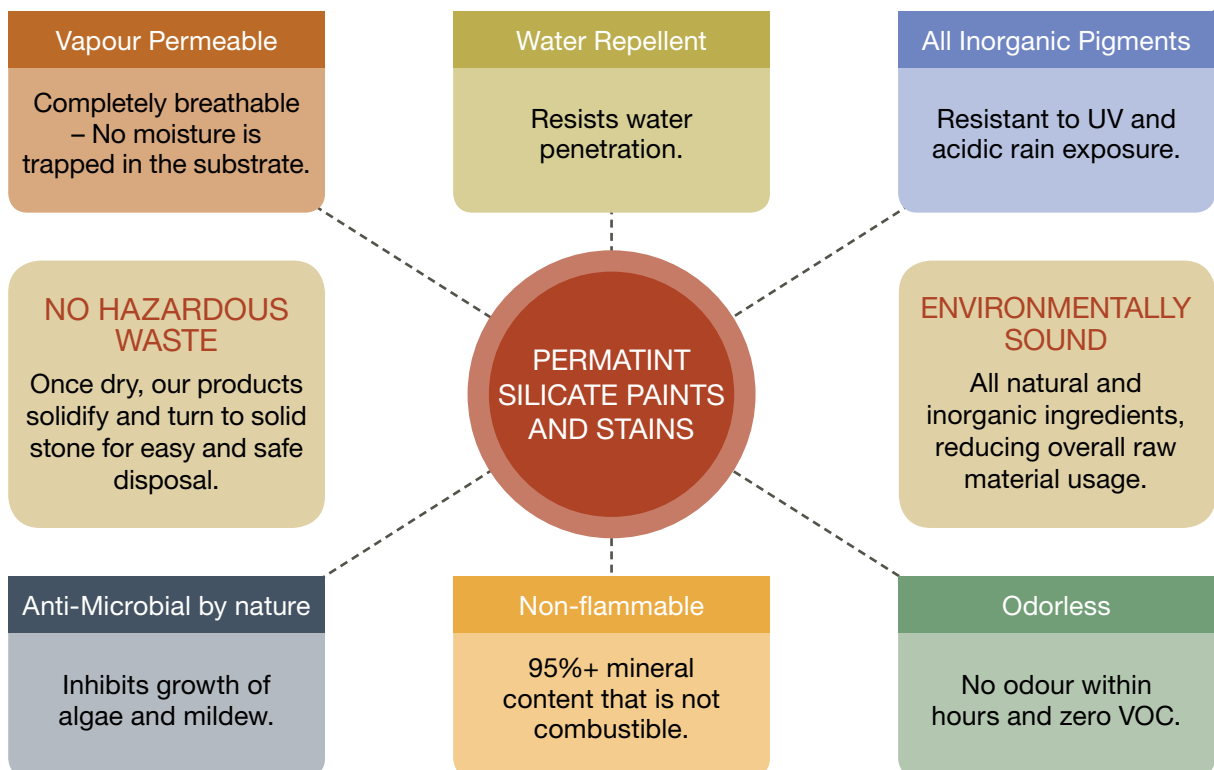 Vapour Permeable
Completely breathable
– No moisture is
trapped in the substrate.
Water Repellent
Resists water
penetration.
All Inorganic Pigments
Resistant to UV and
acidic rain exposure.
NO HAZARDOUS
WASTE
Once dry, our products
solidify and turn to solid
stone for easy and safe
disposal.
PERMATINT
SILICATE PAINTS
AND STAINS
ENVIRONMENTALLY
SOUND
All natural and
inorganic ingredients,
reducing overall raw
material usage.
Anti-Microbial by nature
Inhibits growth of
algae and mildew.
Non-flammable
95%+ mineral
content that is not
combustible.
Odorless
No odour within
hours and zero VOC.